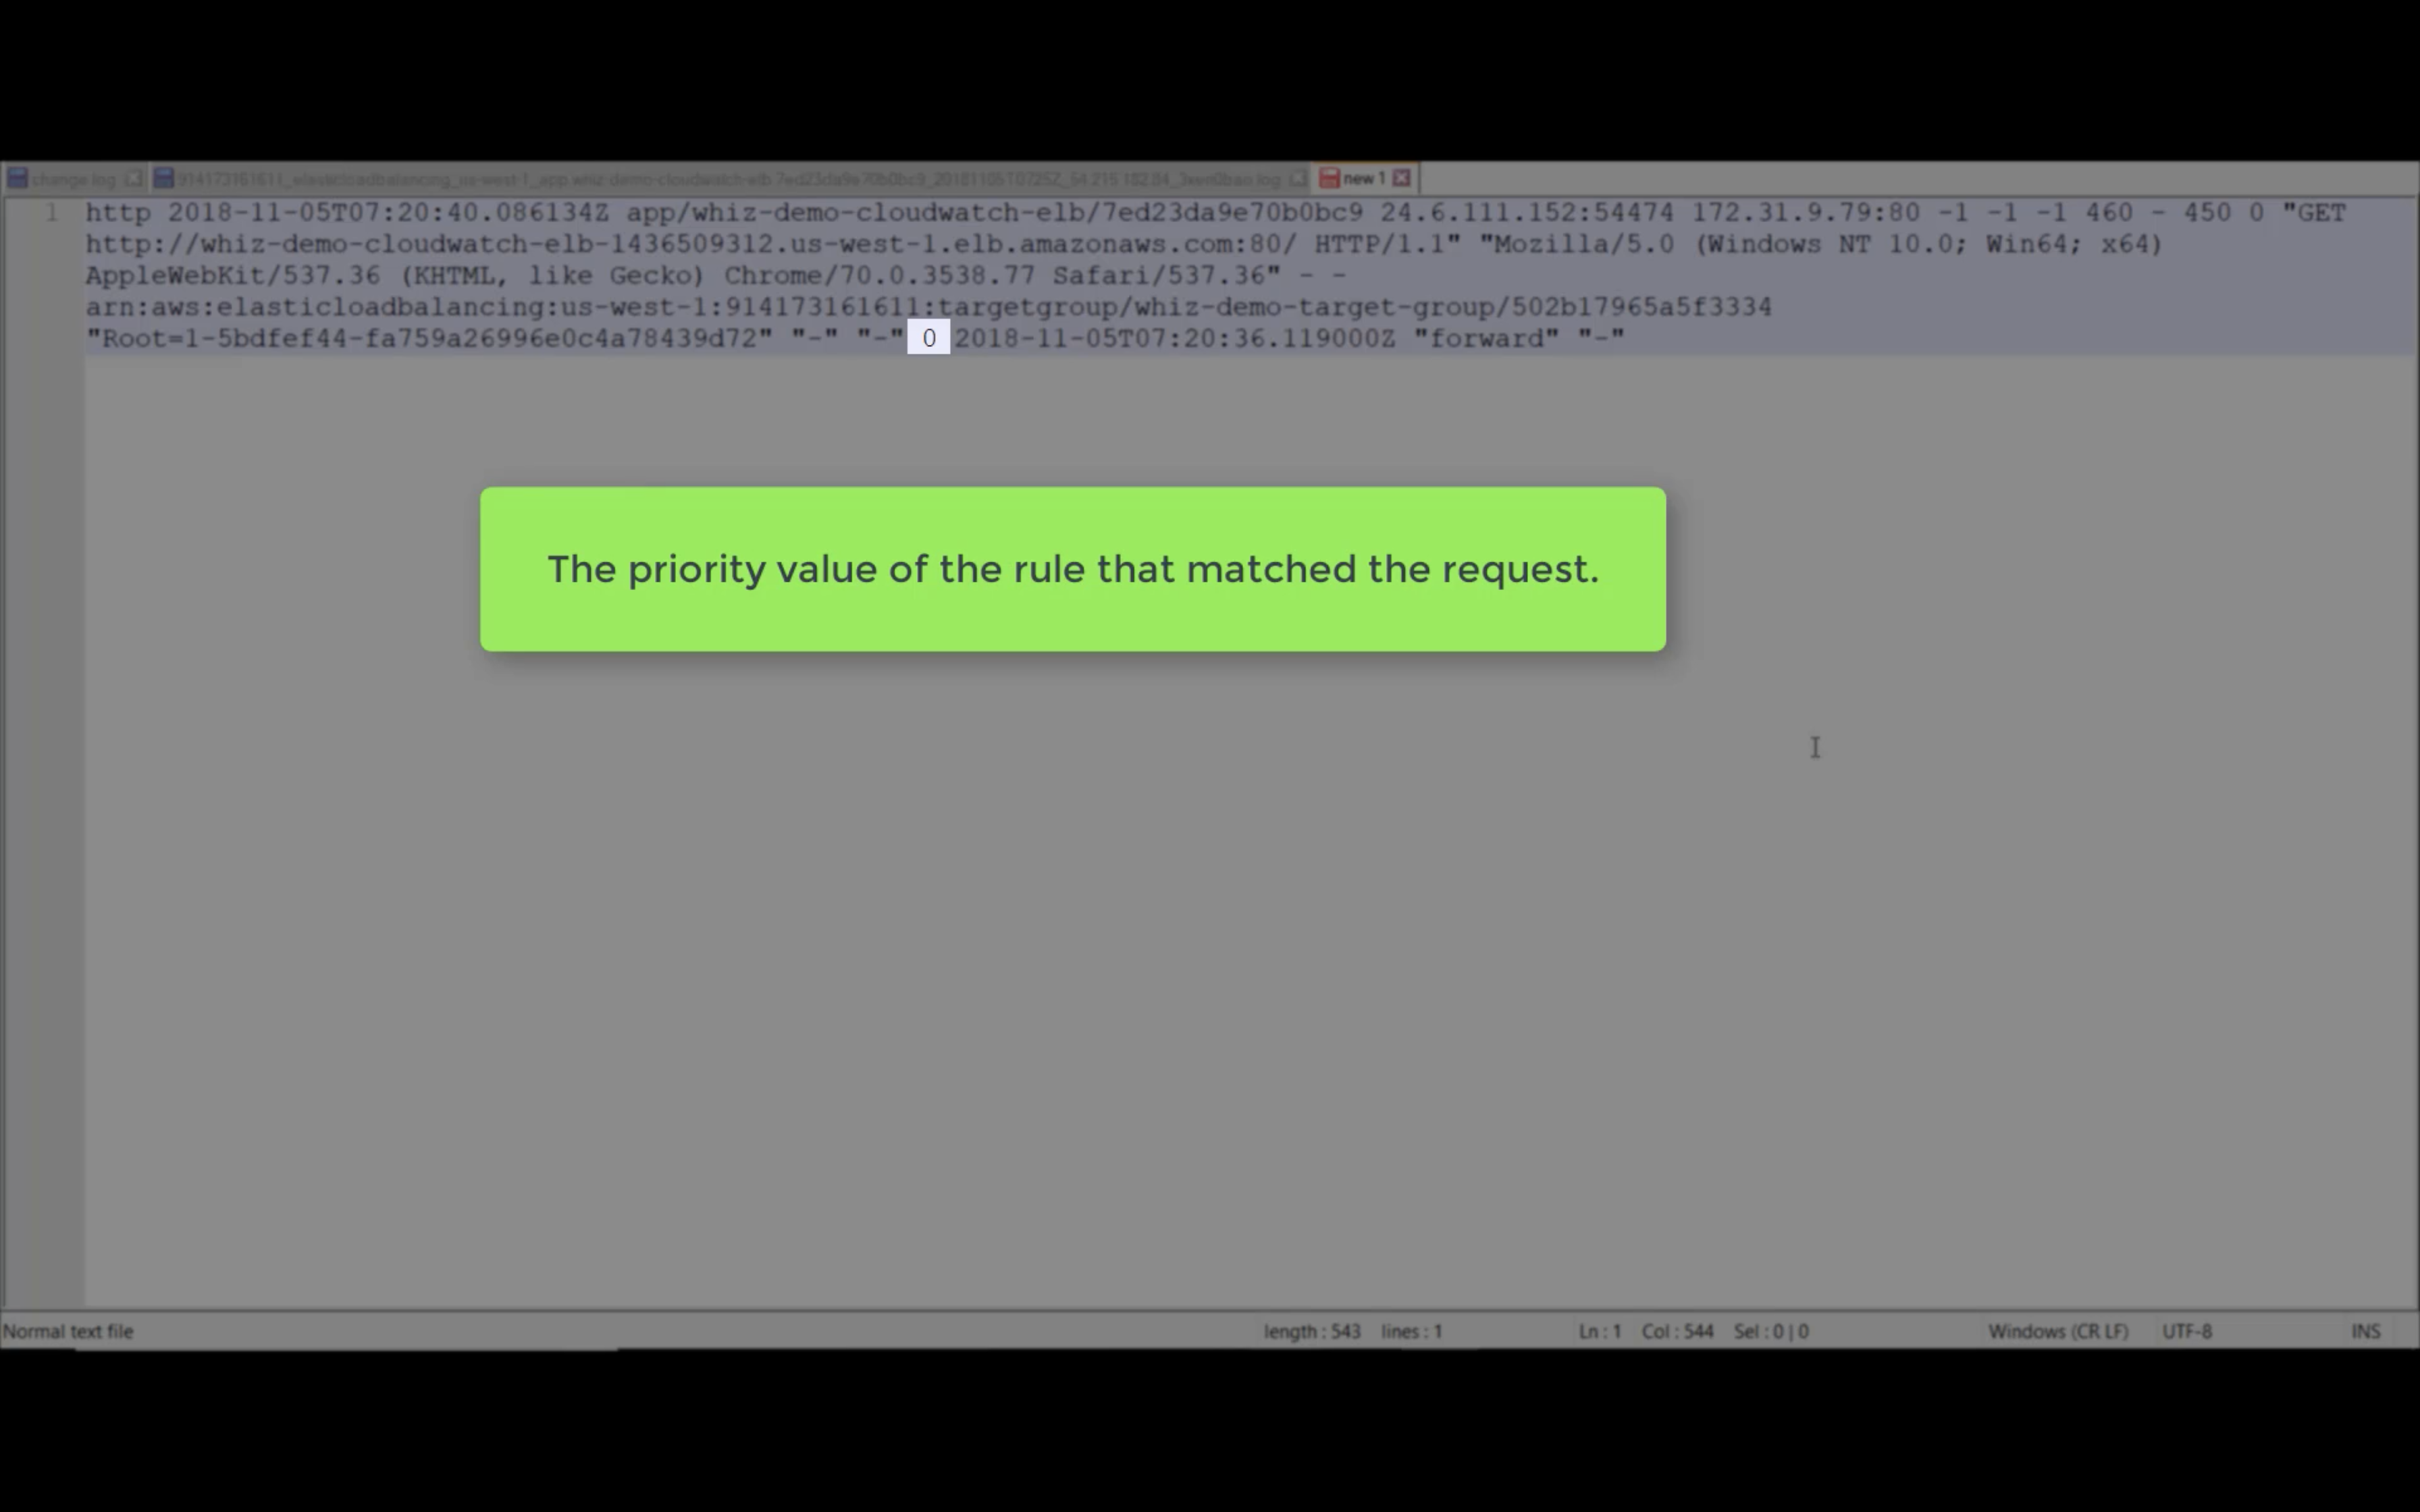 change.log
914173161611_elasticloadbalancing_us-west-1_app.whiz-demo-cloudwatch-elb.7ed23da9e70b0bc9_20181105T0725Z_54.215.182.84_ .log
new 1
1 http 2018-11-05T07:20:40.086134Z app/whiz-demo-cloudwatch-elb/7ed23da9e70b0bc9 24.6.111.152:54474 172.31.9.79:80 -1 -1 -1 460 - 450 0 "GET
http://whiz-demo-cloudwatch-elb-1436509312.us-west-1.elb.amazonaws.com:80/ HTTP/1.1" "Mozilla/5.0 (Windows NT 10.0; Win64; x64)
AppleWebKit/537.36 (KHTML, like Gecko) Chrome/70.0.3538.77 Safari/537.36" - -
arn:aws:elasticloadbalancing:us-west-1:914173161611:targetgroup/whiz-demo-target-group/502b17965a5f3334
"Root=1-5bdfef44-fa759a26996e0c4a78439d72" "-" "-" 0 2018-11-05T07:20:36.119000Z "forward" "-"
The priority value of the rule that matched the request.
Normal text file length : 543 lines : 1 Ln : 1 Col : 544 Sel : 0 | 0 Windows (CR LF) UTF-8 INS